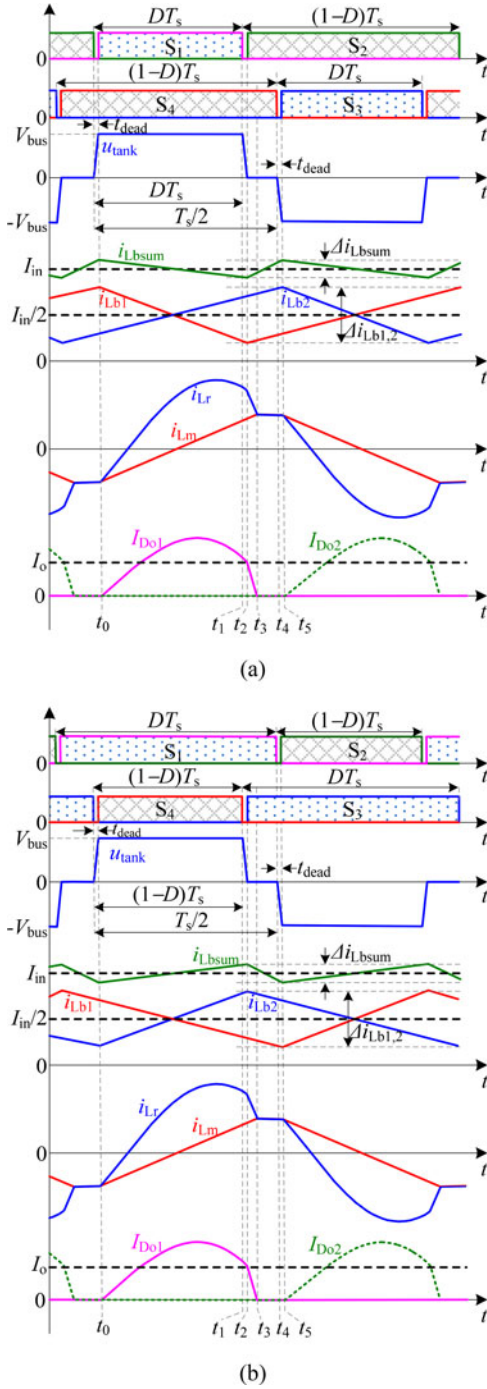 DTs (1–D)Ts
0 S1 S2 t
(1–D)Ts DTs
0 S4 S3 t
Vbus tdead
utank
0 tdead t
DTs
-Vbus Ts/2
iLbsum ΔiLbsum
Iin
iLb1 iLb2
Iin/2 ΔiLb1,2
0 t
iLr
iLm
0 t
IDo1 IDo2
Io
0 t
t0 t1 t2 t3 t4 t5
(a)
DTs (1–D)Ts
0 S1 S2 t
(1–D)Ts DTs
0 S4 S3 t
Vbus tdead
utank
0 tdead t
(1–D)Ts
-Vbus Ts/2
iLbsum ΔiLbsum
Iin
iLb1 iLb2
Iin/2 ΔiLb1,2
0 t
iLr
iLm
0 t
IDo1 IDo2
Io
0 t
t0 t1 t2 t3 t4 t5
(b)